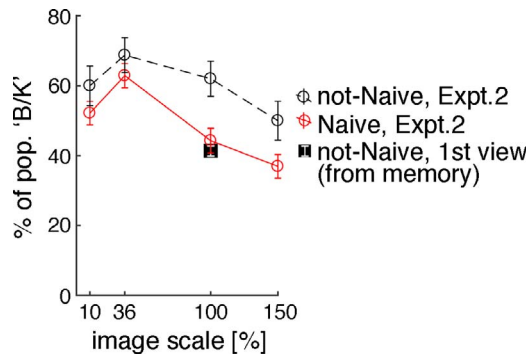 80
60
40
20
0
% of pop. 'B/K'
10 36 100 150
image scale [%]
not-Naive, Expt.2
Naive, Expt.2
not-Naive, 1st view
(from memory)